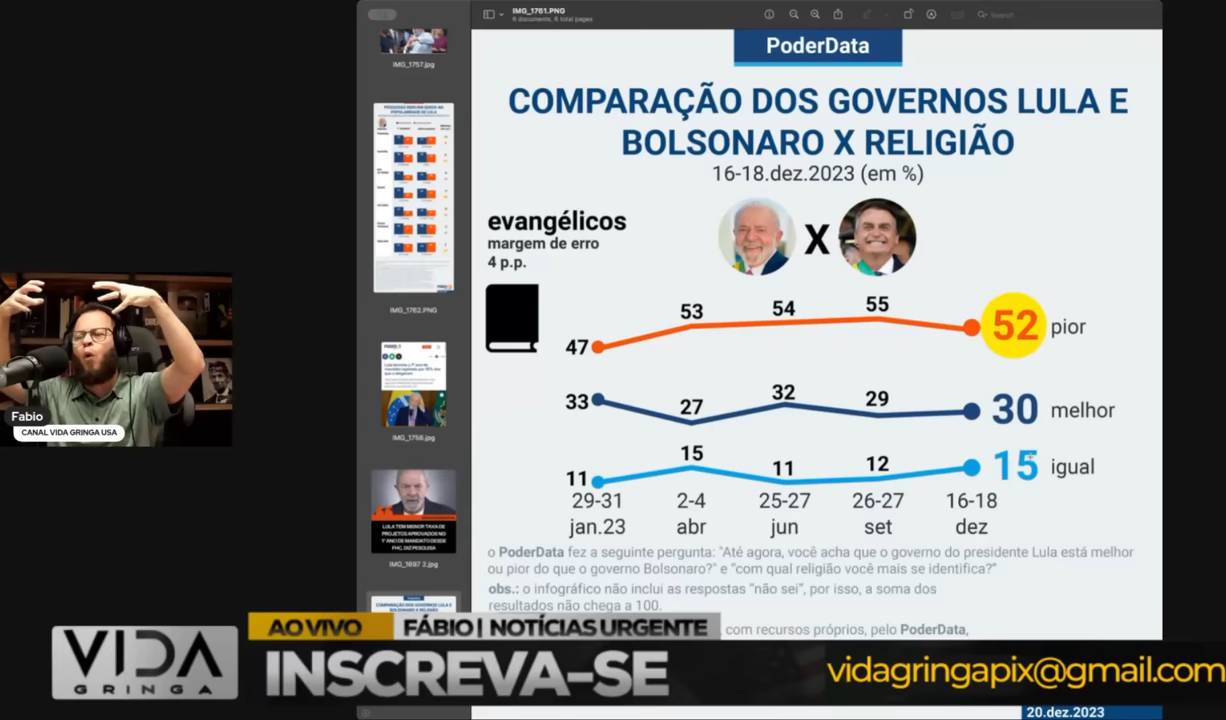 IMG_1761.PNG
6 documents, 6 total pages
Search
IMG_1757.jpg
IMG_1762.PNG
IMG_1756.jpg
LULA TEM MENOR TAXA DE
PROJETOS APROVADOS NO
1º ANO DE MANDATO DESDE
FHC, DIZ PESQUISA
IMG_1697 2.jpg
PoderData
COMPARAÇÃO DOS GOVERNOS LULA E
BOLSONARO X RELIGIÃO
16-18.dez.2023 (em %)
evangélicos
margem de erro
4 p.p.
X
47 53 54 55 52 pior
33 27 32 29 30 melhor
11 15 11 12 15 igual
29-31 2-4 25-27 26-27 16-18
jan.23 abr jun set dez
o PoderData fez a seguinte pergunta: "Até agora, você acha que o governo do presidente Lula está melhor
ou pior do que o governo Bolsonaro?" e "com qual religião você mais se identifica?"
obs.: o infográfico não inclui as respostas "não sei", por isso, a soma dos
resultados não chega a 100.
, com recursos próprios, pelo PoderData,
20.dez.2023
Fabio
CANAL VIDA GRINGA USA
AO VIVO FÁBIO | NOTÍCIAS URGENTE
VIDA
GRINGA
INSCREVA-SE
vidagringapix@gmail.com